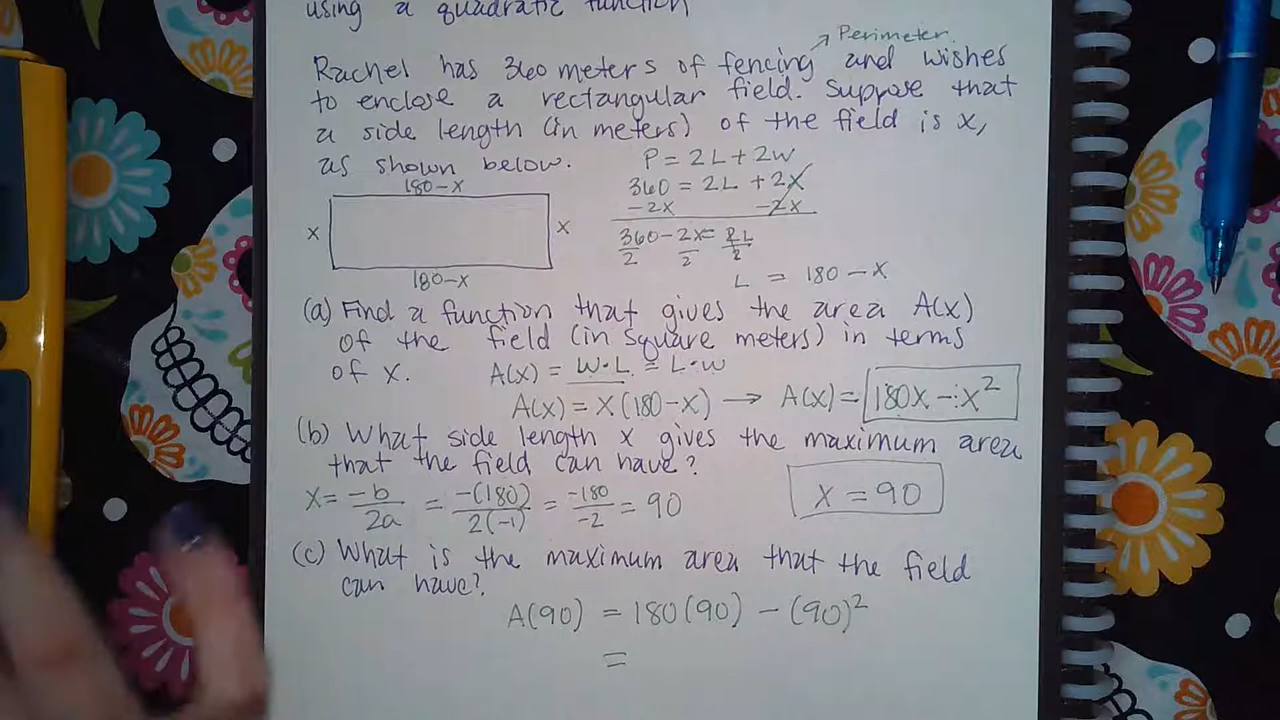 using a quadratic function
Perimeter.
Rachel has 360 meters of fencing and wishes
to enclose a rectangular field. Suppose that
a side length (in meters) of the field is x,
as shown below.
P = 2L + 2W
180-x
360 = 2L + 2x
-2x -2x
x
x
360 - 2x = 2L
2 2 2
180-x
L = 180 - x
(a) Find a function that gives the area A(x)
of the field (in square meters) in terms
of x.
A(x) = W·L = L·W
A(x) = x(180-x) → A(x) = 180x - x²
(b) What side length x gives the maximum area
that the field can have?
x = -b/2a = -(180)/2(-1) = -180/-2 = 90
x = 90
(c) What is the maximum area that the field
can have?
A(90) = 180(90) - (90)²
=